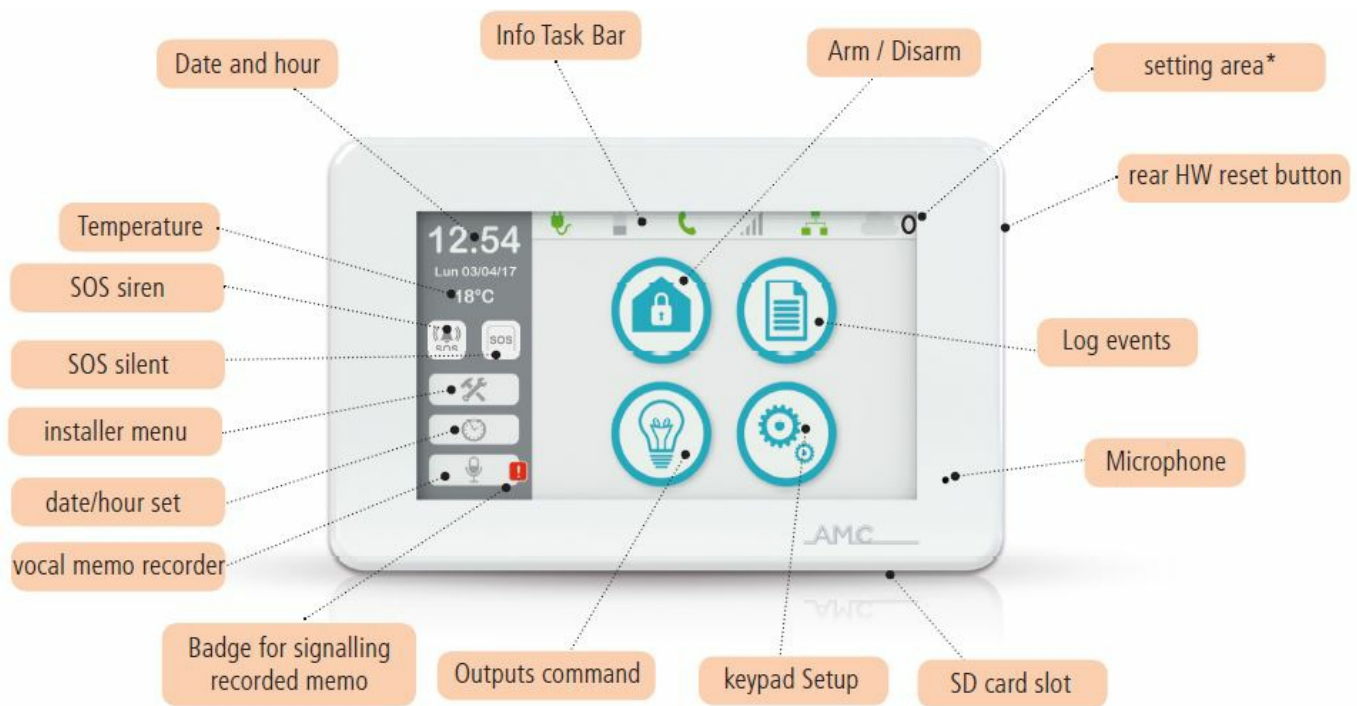 Info Task Bar
Date and hour
Arm / Disarm
setting area*
rear HW reset button
Temperature
SOS siren
SOS silent
installer menu
date/hour set
vocal memo recorder
Badge for signalling
recorded memo
Outputs command
keypad Setup
SD card slot
Microphone
Log events
12:54
Lun 03/04/17
18°C
SOS
SOS
!
0
AMC